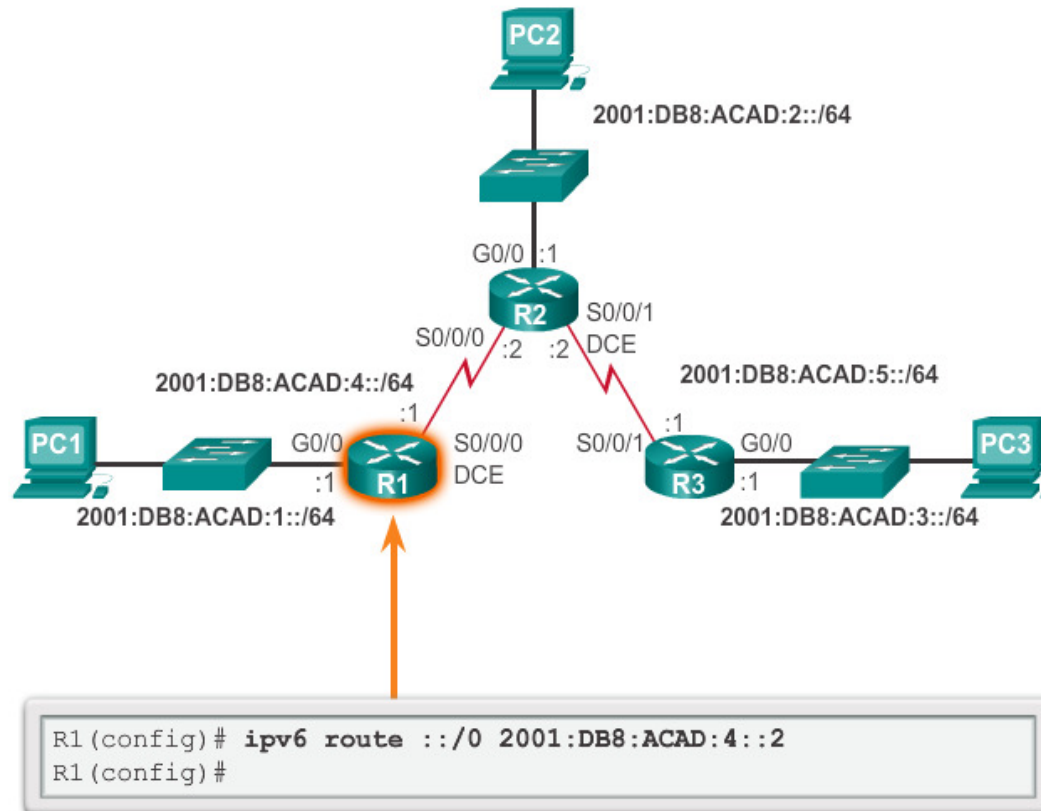 PC2
2001:DB8:ACAD:2::/64
G0/0 :1
R2
S0/0/1
DCE
S0/0/0
:2 :2
2001:DB8:ACAD:4::/64
2001:DB8:ACAD:5::/64
:1
:1
PC1
G0/0
S0/0/0
DCE
:1
R1
2001:DB8:ACAD:1::/64
S0/0/1
G0/0
PC3
R3
:1
2001:DB8:ACAD:3::/64
R1(config)# ipv6 route ::/0 2001:DB8:ACAD:4::2
R1(config)#